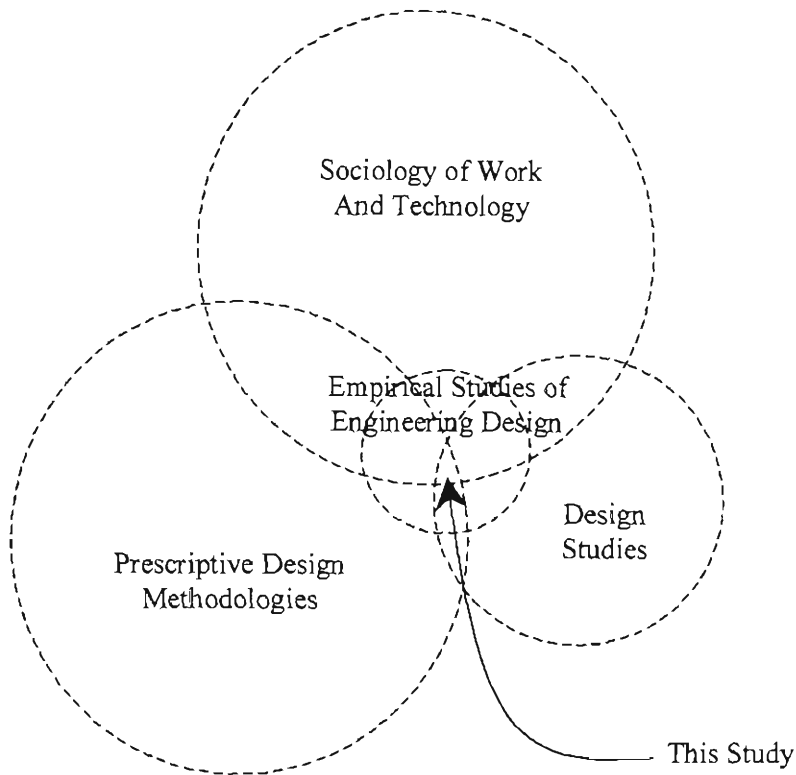 Sociology of Work
And Technology
Empirical Studies of
Engineering Design
Design
Studies
Prescriptive Design
Methodologies
This Study